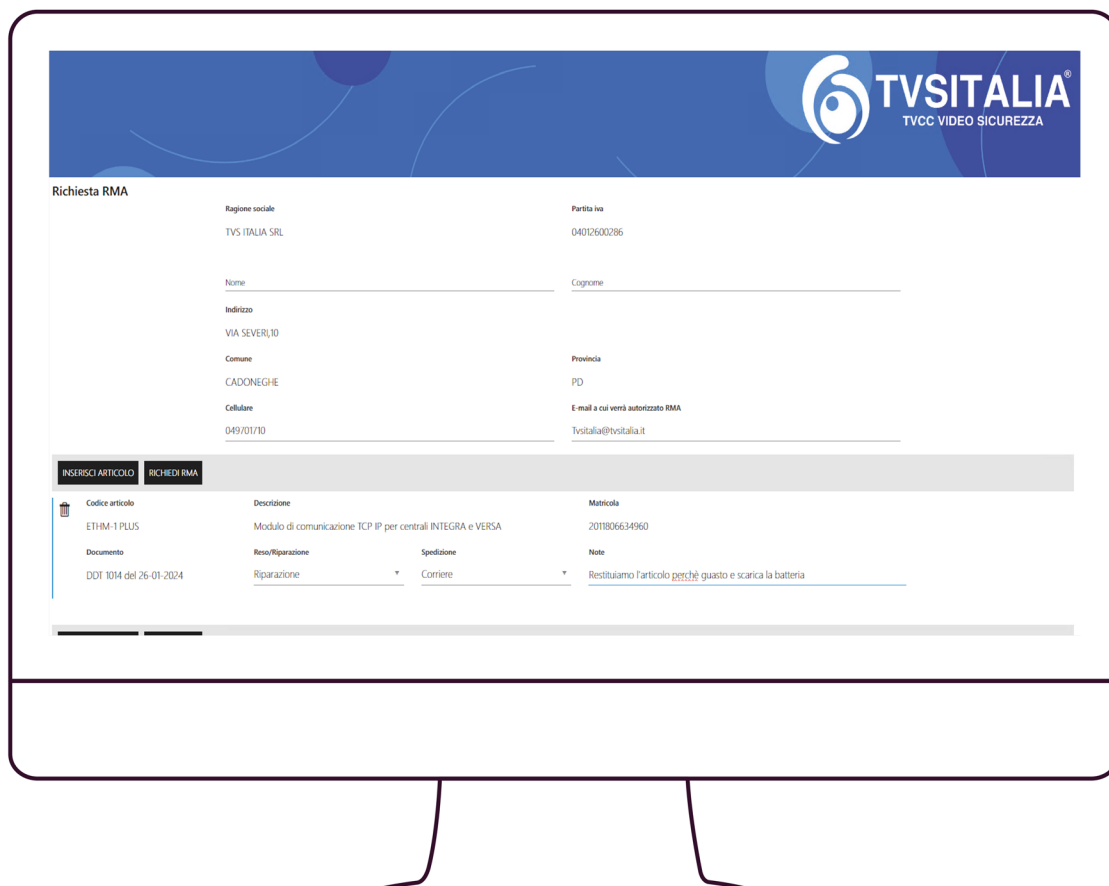 TVSITALIA®
TVCC VIDEO SICUREZZA
Richiesta RMA
Ragione sociale Partita iva
TVS ITALIA SRL 04012600286
Nome Cognome
Indirizzo
VIA SEVERI,10
Comune Provincia
CADONEGHE PD
Cellulare E-mail a cui verrà autorizzato RMA
049/01/10 Tvsitalia@tvsitalia.it
INSERISCI ARTICOLO RICHIEDI RMA
Codice articolo Descrizione Matricola
ETHM-1 PLUS Modulo di comunicazione TCP IP per centrali INTEGRA e VERSA 2011806634960
Documento Reso/Riparazione Spedizione Note
DDT 1014 del 26-01-2024 Riparazione Corriere Restituiamo l'articolo perchè guasto e scarica la batteria